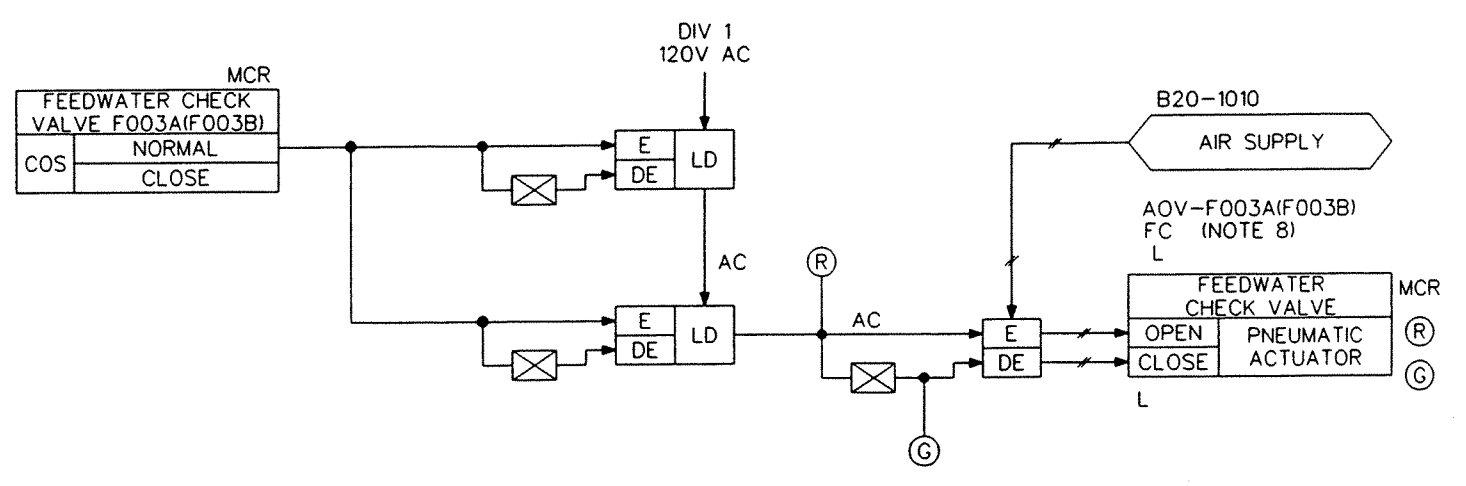 DIV 1
120V AC
MCR
FEEDWATER CHECK
VALVE F003A(F003B)
COS
NORMAL
CLOSE
E
DE
LD
B20-1010
AIR SUPPLY
AOV-F003A(F003B)
FC (NOTE 8)
L
AC
R
E
DE
LD
AC
E
DE
FEEDWATER
CHECK VALVE
OPEN
CLOSE
PNEUMATIC
ACTUATOR
MCR
R
G
L
G